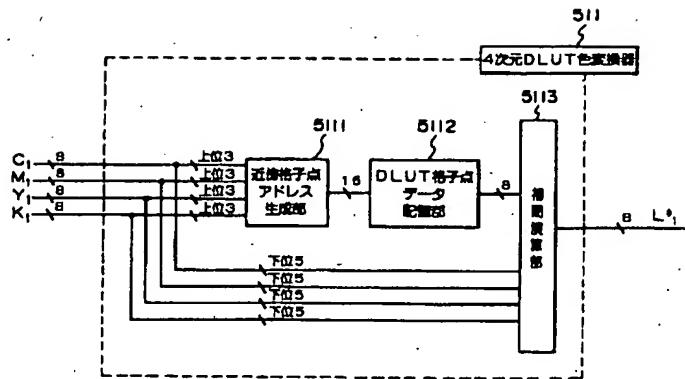 511
4次元DLUT色変換器
5113
5111
5112
C₁ 8 上位3
M₁ 8 上位3
Y₁ 8 上位3
K₁ 8 上位3
近接格子点
アドレス
生成部
16
DLUT格子点
データ
記憶部
8
補間演算部
8 L*₁
下位5
下位5
下位5
下位5